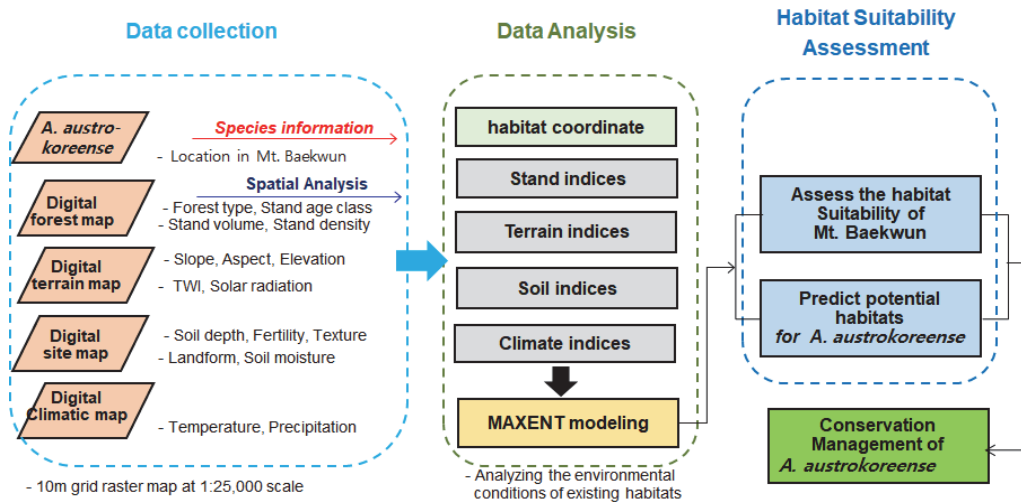 Data collection
A. austro-
koreense
Species information
- Location in Mt. Baekwun
Spatial Analysis
Digital
forest map
- Forest type, Stand age class
- Stand volume, Stand density
Digital
terrain map
- Slope, Aspect, Elevation
- TWI, Solar radiation
Digital
site map
- Soil depth, Fertility, Texture
- Landform, Soil moisture
Digital
Climatic map
- Temperature, Precipitation
- 10m grid raster map at 1:25,000 scale
Data Analysis
habitat coordinate
Stand indices
Terrain indices
Soil indices
Climate indices
MAXENT modeling
- Analyzing the environmental
conditions of existing habitats
Habitat Suitability
Assessment
Assess the habitat
Suitability of
Mt. Baekwun
Predict potential
habitats
for A. austrokoreense
Conservation
Management of
A. austrokoreense